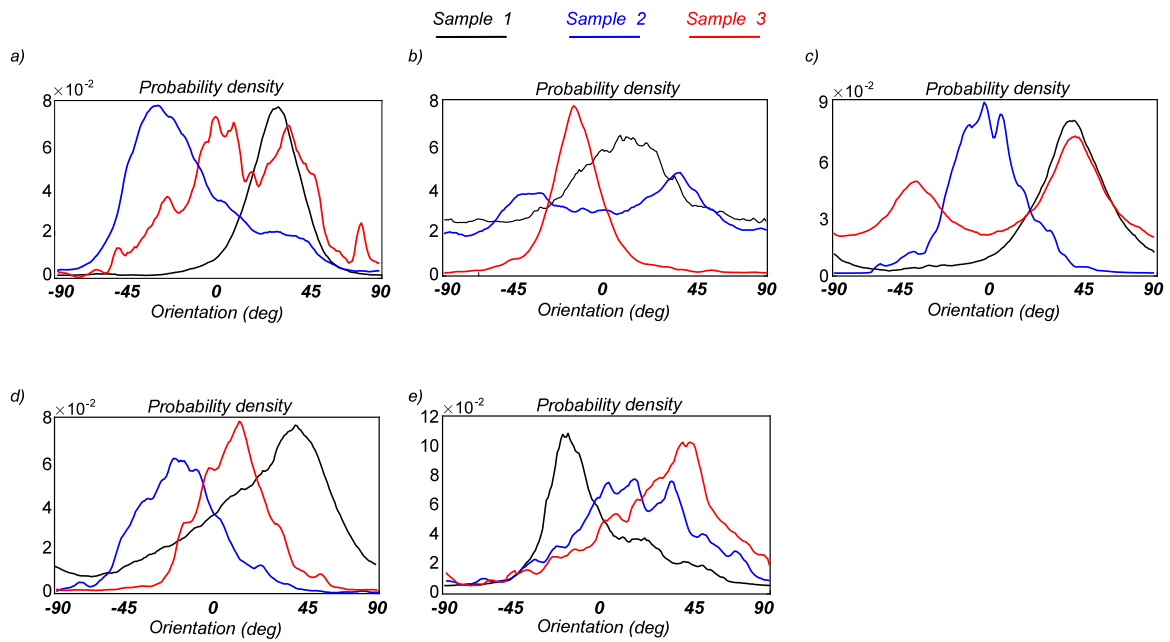 Sample 1 Sample 2 Sample 3
a) b) c)
Probability density
×10-2
8
6
4
2
0
-90 -45 0 45 90
Orientation (deg)
Probability density
×10-2
8
6
4
2
0
-90 -45 0 45 90
Orientation (deg)
Probability density
×10-2
9
6
3
0
-90 -45 0 45 90
Orientation (deg)
d) e)
Probability density
×10-2
8
6
4
2
0
-90 -45 0 45 90
Orientation (deg)
Probability density
×10-2
12
10
8
6
4
2
0
-90 -45 0 45 90
Orientation (deg)